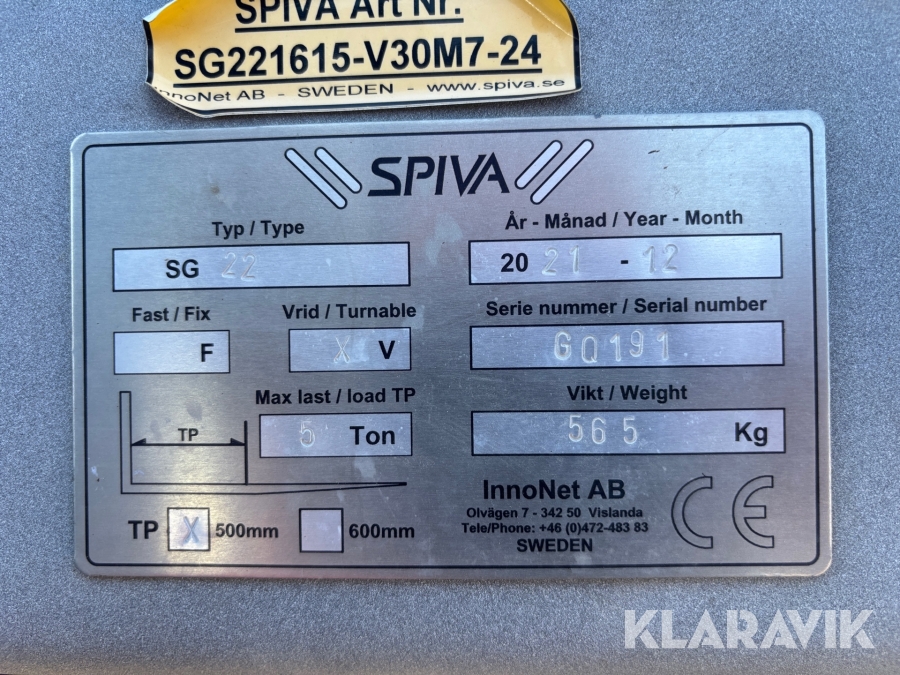 SPIVA Art Nr.
SG221615-V30M7-24
InnoNet AB - SWEDEN - www.spiva.se
SPIVA
Typ / Type
År - Månad / Year - Month
SG 22
20 21 - 12
Fast / Fix
Vrid / Turnable
Serie nummer / Serial number
F
X V
GQ191
Max last / load TP
Vikt / Weight
TP
5 Ton
565 Kg
InnoNet AB
Olvägen 7 - 342 50 Vislanda
Tele/Phone: +46 (0)472-483 83
SWEDEN
CE
TP X 500mm 600mm
KLARAVIK